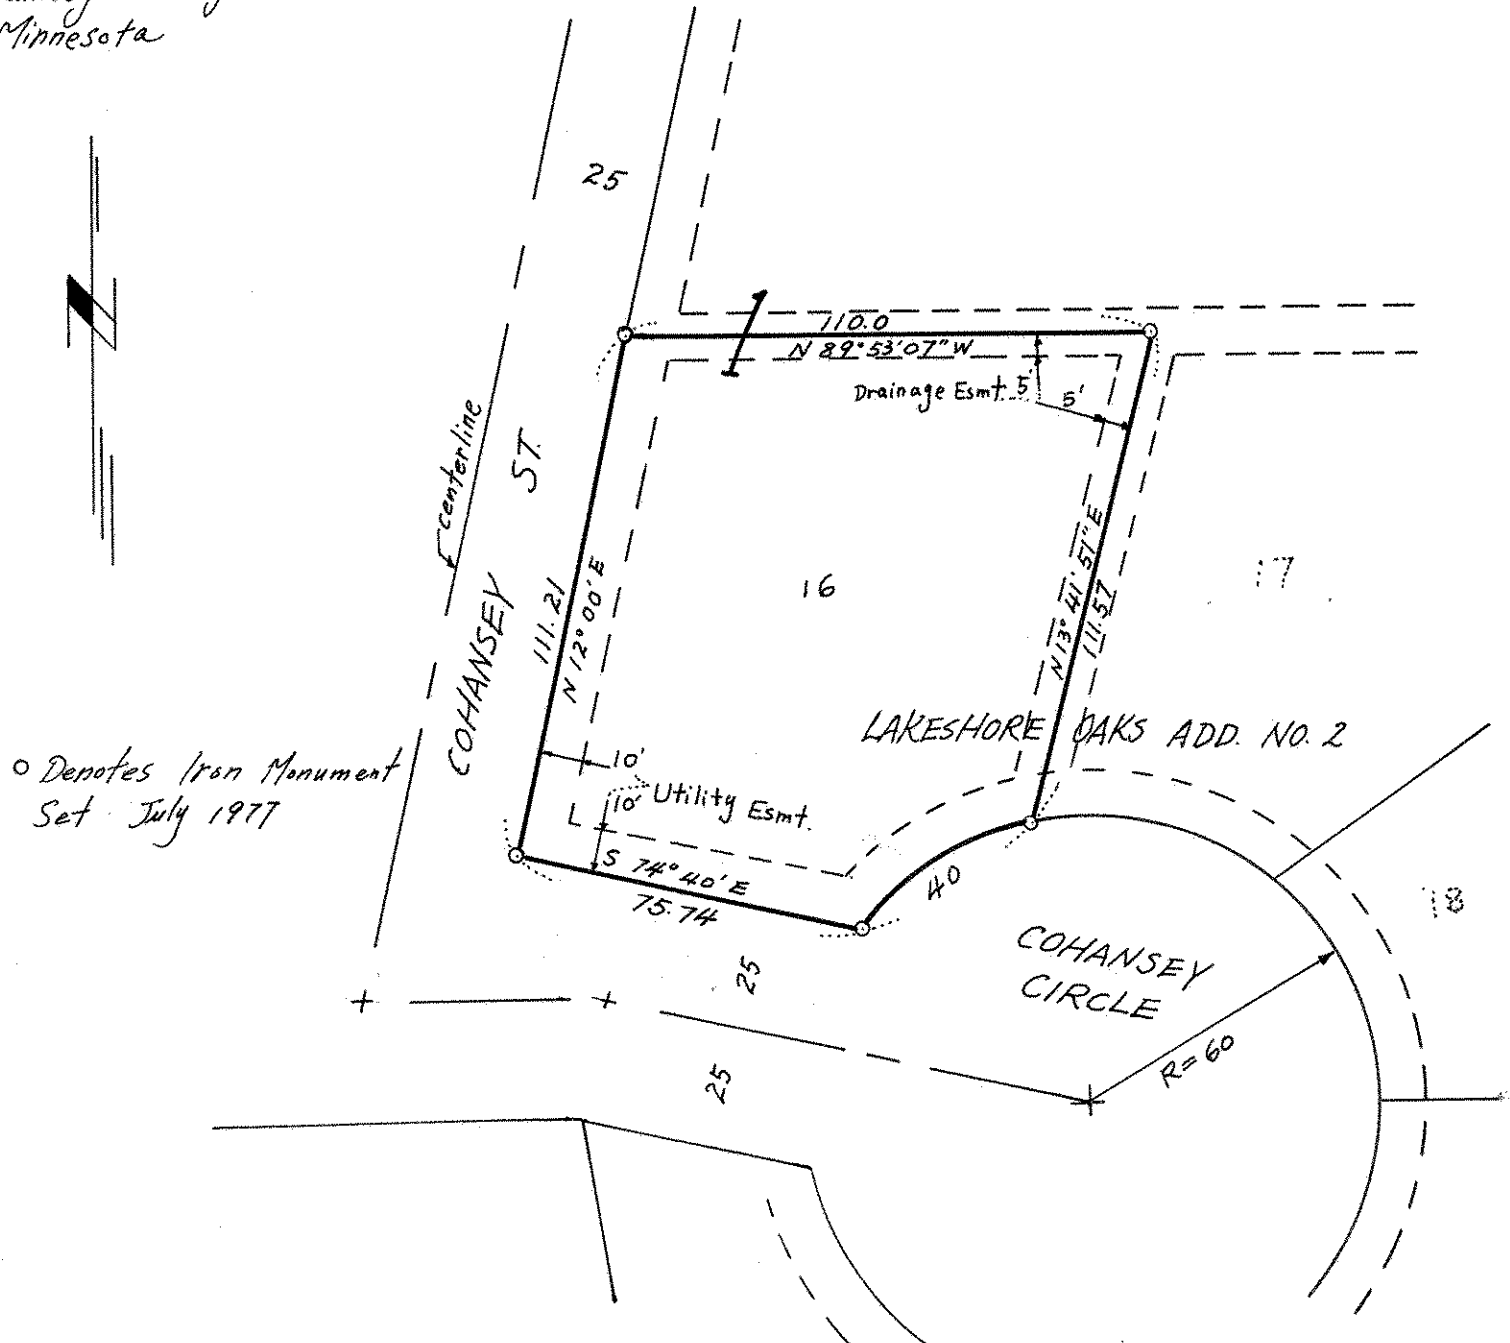 Minnesota
25
110.0
N 89°53'07" W
Drainage Esmt. 5'
5'
centerline
COHANSEY ST.
111.21
N 12°00' E
16
N 13°41'51" E
111.57
17
LAKESHORE OAKS ADD. NO. 2
o Denotes Iron Monument
Set July 1977
10'
10'
Utility Esmt.
S 74°40' E
75.74
40
18
COHANSEY
CIRCLE
25
25
R=60